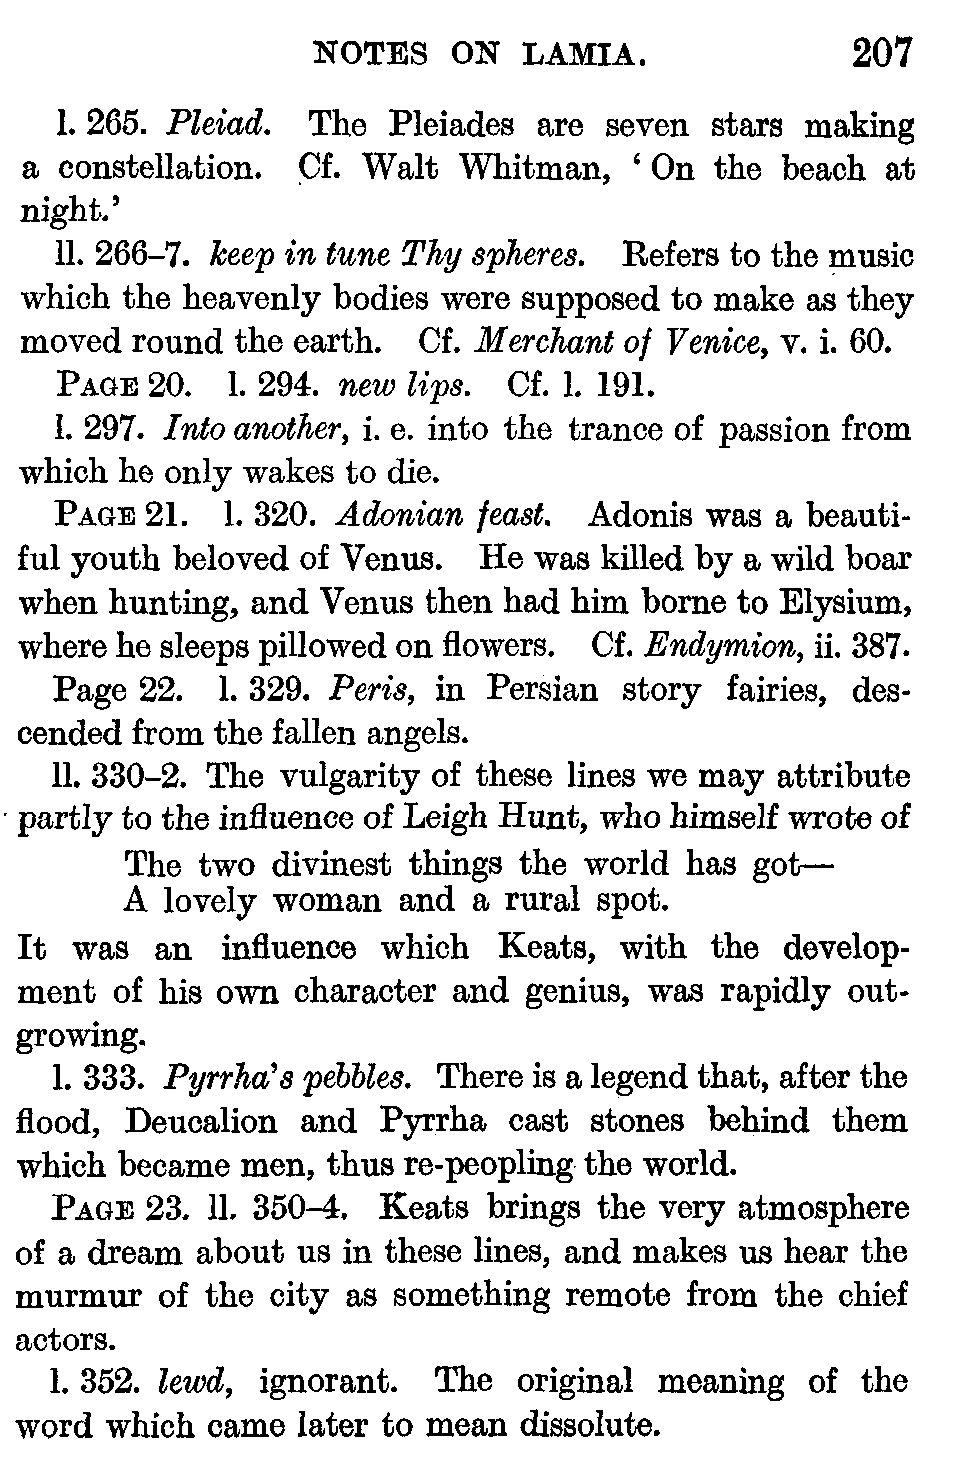 NOTES ON LAMIA. 207
l. 265. Pleiad. The Pleiades are seven stars making
a constellation. Cf. Walt Whitman, ‘ On the beach at
night.’
ll. 266–7. keep in tune Thy spheres. Refers to the music
which the heavenly bodies were supposed to make as they
moved round the earth. Cf. Merchant of Venice, v. i. 60.
PAGE 20. l. 294. new lips. Cf. l. 191.
l. 297. Into another, i. e. into the trance of passion from
which he only wakes to die.
PAGE 21. l. 320. Adonian feast. Adonis was a beauti-
ful youth beloved of Venus. He was killed by a wild boar
when hunting, and Venus then had him borne to Elysium,
where he sleeps pillowed on flowers. Cf. Endymion, ii. 387.
Page 22. l. 329. Peris, in Persian story fairies, des-
cended from the fallen angels.
ll. 330–2. The vulgarity of these lines we may attribute
partly to the influence of Leigh Hunt, who himself wrote of
The two divinest things the world has got—
A lovely woman and a rural spot.
It was an influence which Keats, with the develop-
ment of his own character and genius, was rapidly out-
growing.
l. 333. Pyrrha's pebbles. There is a legend that, after the
flood, Deucalion and Pyrrha cast stones behind them
which became men, thus re-peopling the world.
PAGE 23. ll. 350–4. Keats brings the very atmosphere
of a dream about us in these lines, and makes us hear the
murmur of the city as something remote from the chief
actors.
l. 352. lewd, ignorant. The original meaning of the
word which came later to mean dissolute.